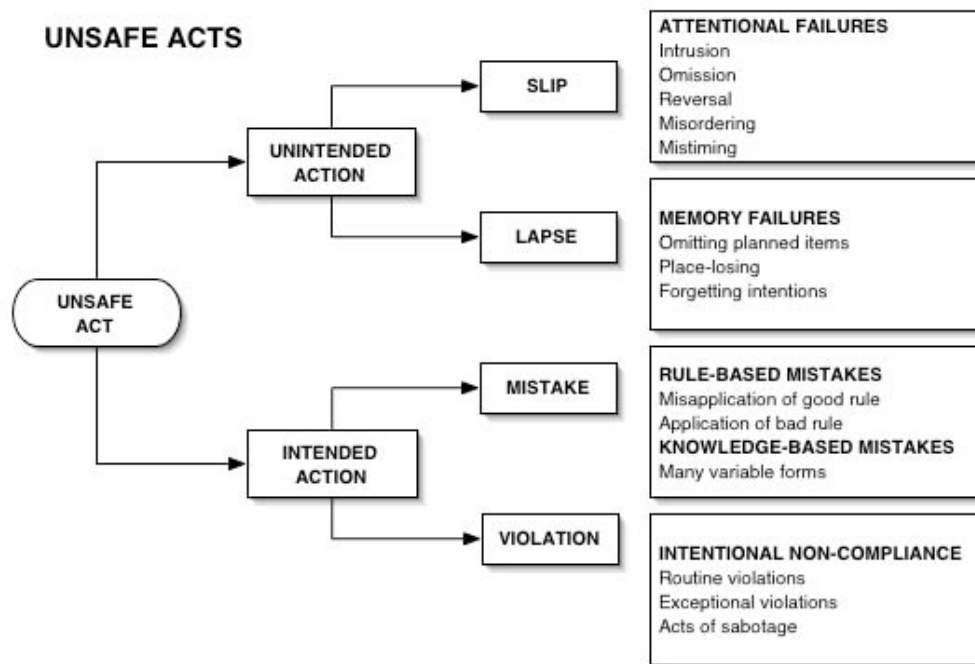 UNSAFE ACTS
UNSAFE
ACT
UNINTENDED
ACTION
SLIP
ATTENTIONAL FAILURES
Intrusion
Omission
Reversal
Misordering
Mistiming
LAPSE
MEMORY FAILURES
Omitting planned items
Place-losing
Forgetting intentions
INTENDED
ACTION
MISTAKE
RULE-BASED MISTAKES
Misapplication of good rule
Application of bad rule
KNOWLEDGE-BASED MISTAKES
Many variable forms
VIOLATION
INTENTIONAL NON-COMPLIANCE
Routine violations
Exceptional violations
Acts of sabotage